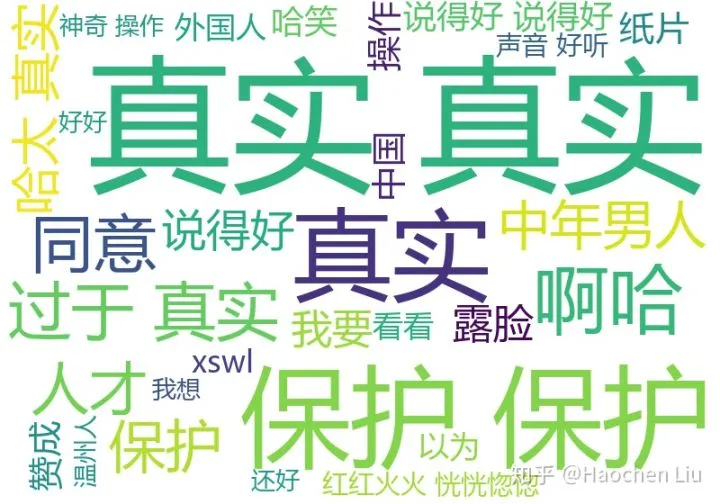 神奇 操作
外国人
哈笑
操作
说得好 说得好
纸片
声音 好听
哈太 真实
好好
真实 真实
中国
同意
说得好
真实
中年男人
过于 真实
我要
看看
露脸
啊哈
xswl
人才
我想
保护 保护
赞成
温州人
保护
以为
还好
红红火火 恍恍惚惚
知乎 @Haochen Liu